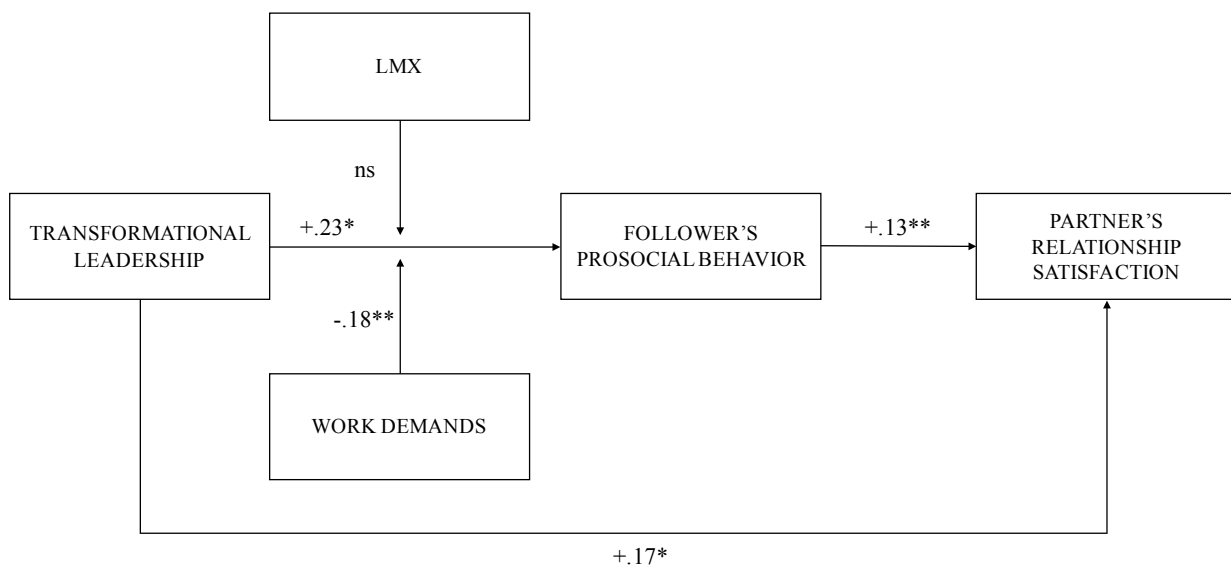 LMX
ns
TRANSFORMATIONAL
LEADERSHIP
+.23*
FOLLOWER’S
PROSOCIAL BEHAVIOR
+.13**
PARTNER’S
RELATIONSHIP
SATISFACTION
-.18**
WORK DEMANDS
+.17*